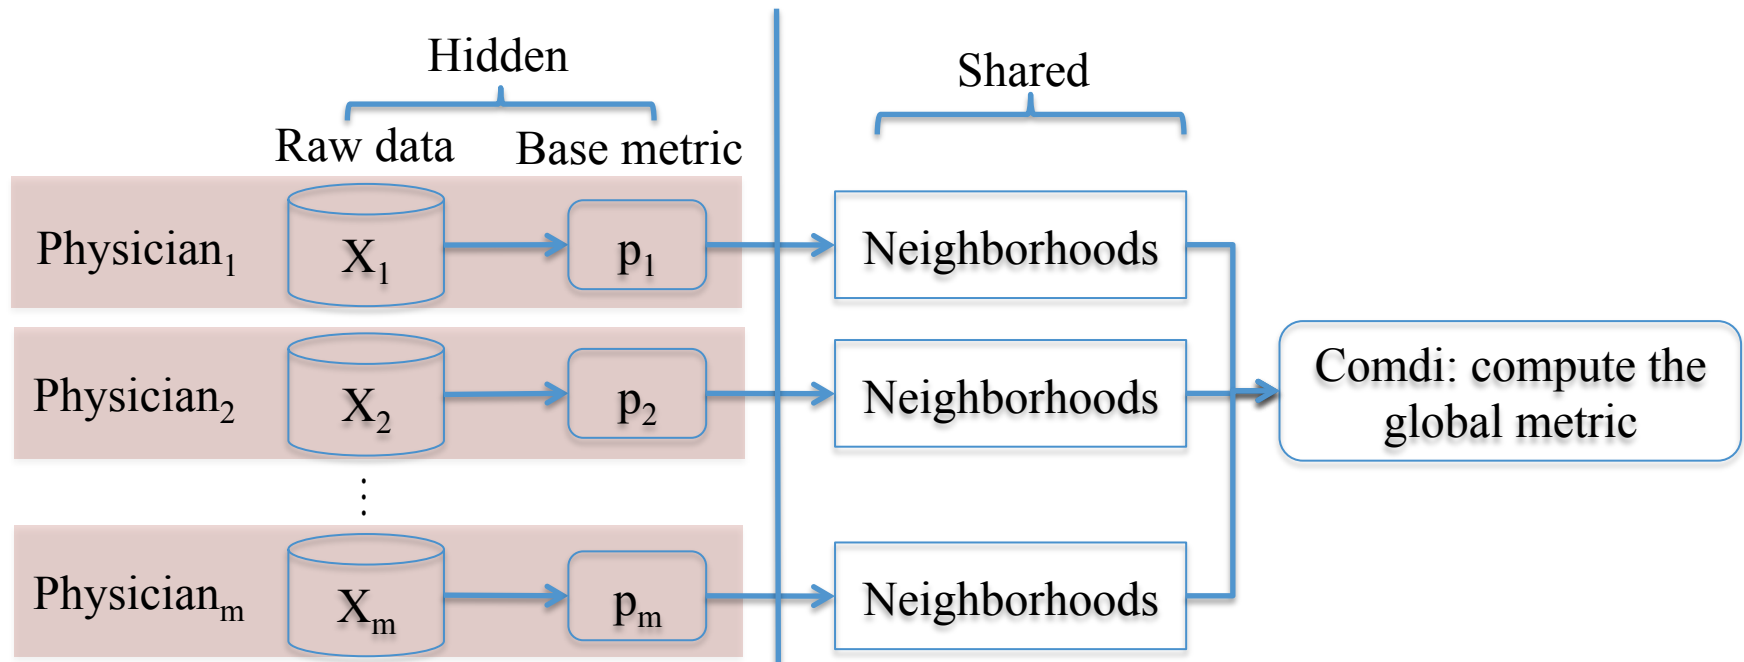 Hidden
Shared
Raw data
Base metric
Physician₁
X₁
p₁
Neighborhoods
Physician₂
X₂
p₂
Neighborhoods
Comdi: compute the
global metric
⋮
Physicianₘ
Xₘ
pₘ
Neighborhoods